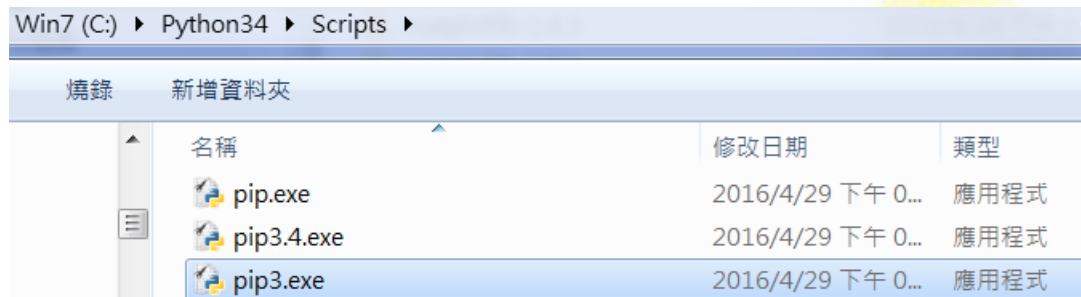 Win7 (C:) ▸ Python34 ▸ Scripts ▸
燒錄 新增資料夾
名稱 修改日期 類型
pip.exe 2016/4/29 下午 0... 應用程式
pip3.4.exe 2016/4/29 下午 0... 應用程式
pip3.exe 2016/4/29 下午 0... 應用程式